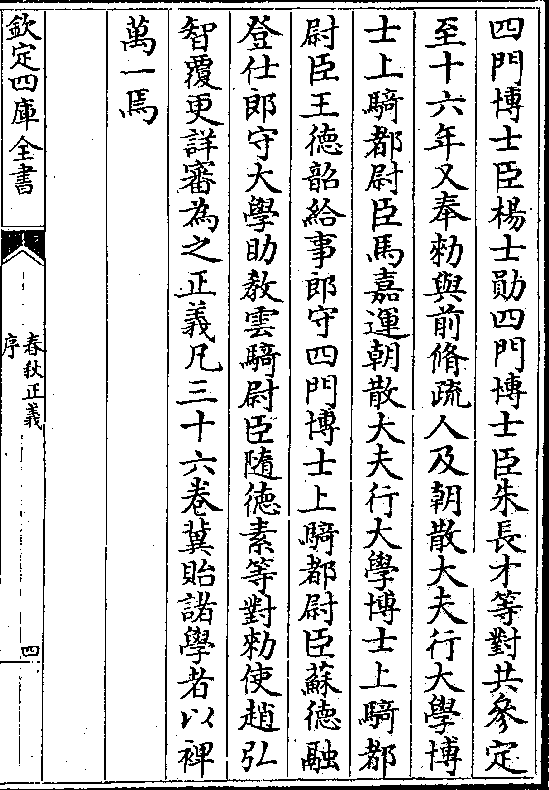 四門博士臣楊士勛四門博士臣朱長才等對共參定
至十六年又奉勑與前脩疏人及朝散大夫行大學博
士上騎都尉臣馬嘉運朝散大夫行大學博士上騎都
尉臣王德韶給事郎守四門博士上騎都尉臣蘇德融
登仕郎守大學助教雲騎尉臣隨德素等對勑使趙弘
智覆更詳審為之正義凡三十六卷冀貽諸學者以裨
萬一焉
欽定四庫全書
春秋正義
序
四